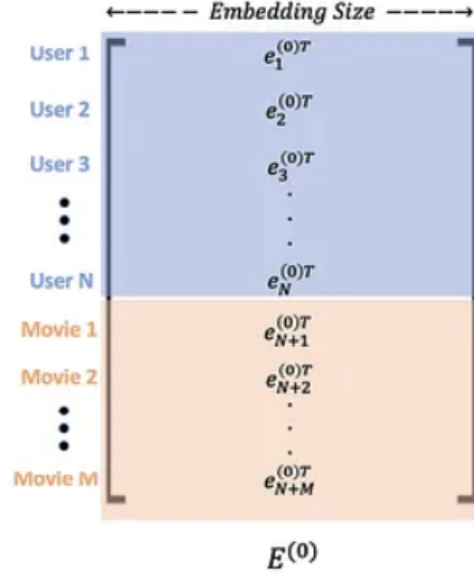 ←----- Embedding Size -----→
User 1 e_1^{(0)T}
User 2 e_2^{(0)T}
User 3 e_3^{(0)T}
User N e_N^{(0)T}
Movie 1 e_{N+1}^{(0)T}
Movie 2 e_{N+2}^{(0)T}
Movie M e_{N+M}^{(0)T}
E^{(0)}